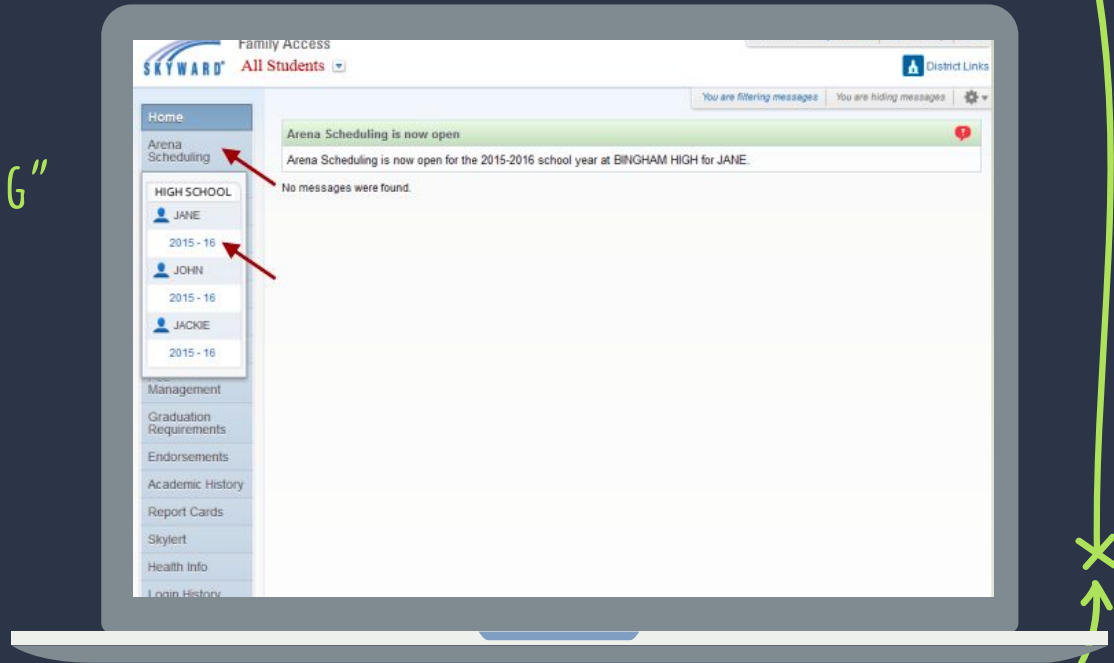 G"
Family Access
SKYWARD® All Students
District Links
You are filtering messages You are hiding messages
Home
Arena Scheduling is now open
Arena
Scheduling
Arena Scheduling is now open for the 2015-2016 school year at BINGHAM HIGH for JANE.
No messages were found.
HIGH SCHOOL
JANE
2015 - 16
JOHN
2015 - 16
JACKIE
2015 - 16
Management
Graduation
Requirements
Endorsements
Academic History
Report Cards
Skylert
Health Info
Login History